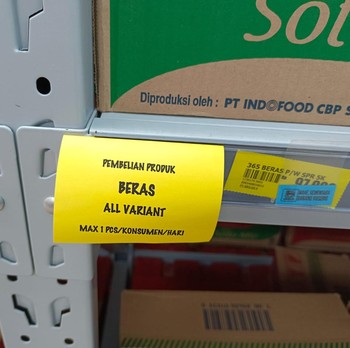 Sot
Diproduksi oleh : PT INDOFOOD CBP S
PEMBELIAN PRODUK
BERAS
ALL VARIANT
MAX 1 PCS/KONSUMEN/HARI
365 BERAS P/W SPR 5K